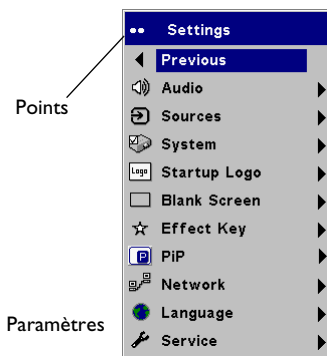 Settings
Previous
Audio
Points
Sources
System
Logo Startup Logo
Blank Screen
Effect Key
P PiP
Network
Paramètres
Language
Service